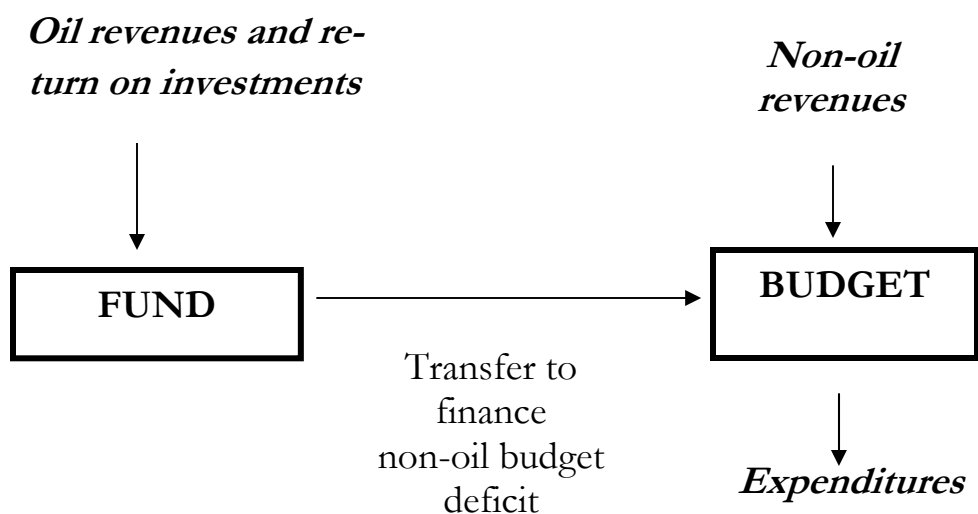 Oil revenues and re-
turn on investments
Non-oil
revenues
FUND
BUDGET
Transfer to
finance
non-oil budget
deficit
Expenditures